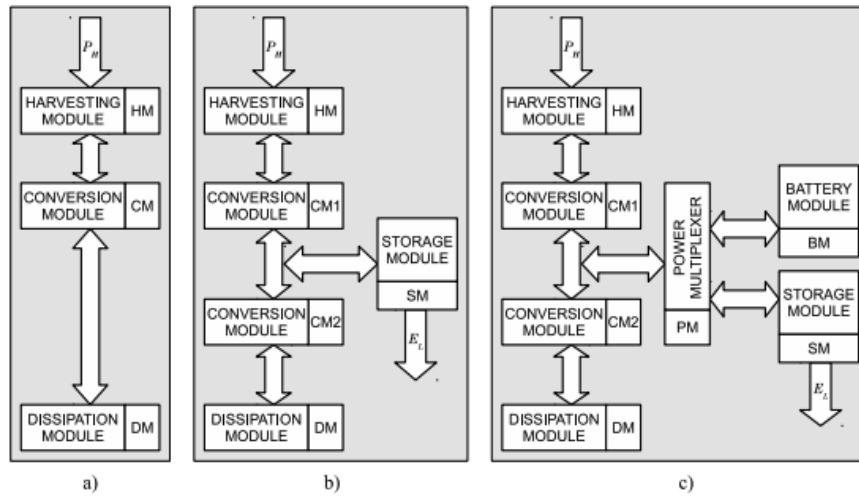 P_H
HARVESTING
MODULE
HM
CONVERSION
MODULE
CM
DISSIPATION
MODULE
DM
a)
P_H
HARVESTING
MODULE
HM
CONVERSION
MODULE
CM1
STORAGE
MODULE
SM
CONVERSION
MODULE
CM2
E_L
DISSIPATION
MODULE
DM
b)
P_H
HARVESTING
MODULE
HM
CONVERSION
MODULE
CM1
POWER
MULTIPLEXER
PM
BATTERY
MODULE
BM
STORAGE
MODULE
SM
CONVERSION
MODULE
CM2
E_L
DISSIPATION
MODULE
DM
c)